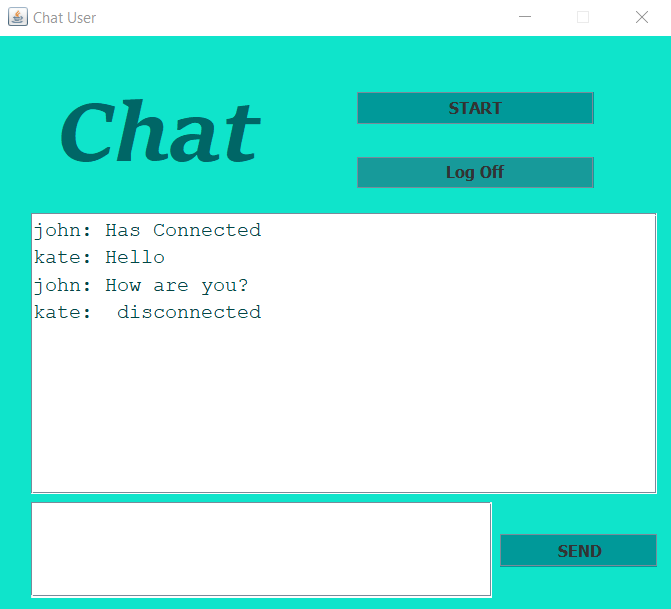 Chat User
Chat
START
Log Off
john: Has Connected
kate: Hello
john: How are you?
kate:  disconnected
SEND